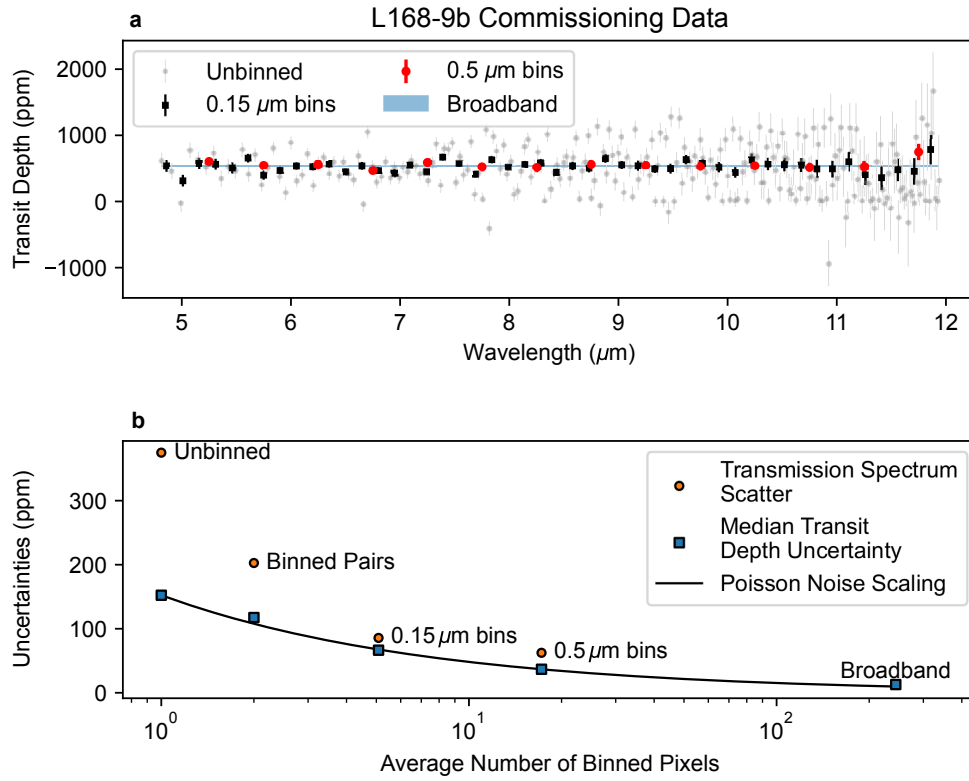 a
L168-9b Commissioning Data
Unbinned
0.15 μm bins
0.5 μm bins
Broadband
Transit Depth (ppm)
2000
1000
0
−1000
5 6 7 8 9 10 11 12
Wavelength (μm)
b
Uncertainties (ppm)
300
200
100
0
Unbinned
Binned Pairs
0.15 μm bins
0.5 μm bins
Broadband
Transmission Spectrum
Scatter
Median Transit
Depth Uncertainty
Poisson Noise Scaling
10⁰ 10¹ 10²
Average Number of Binned Pixels